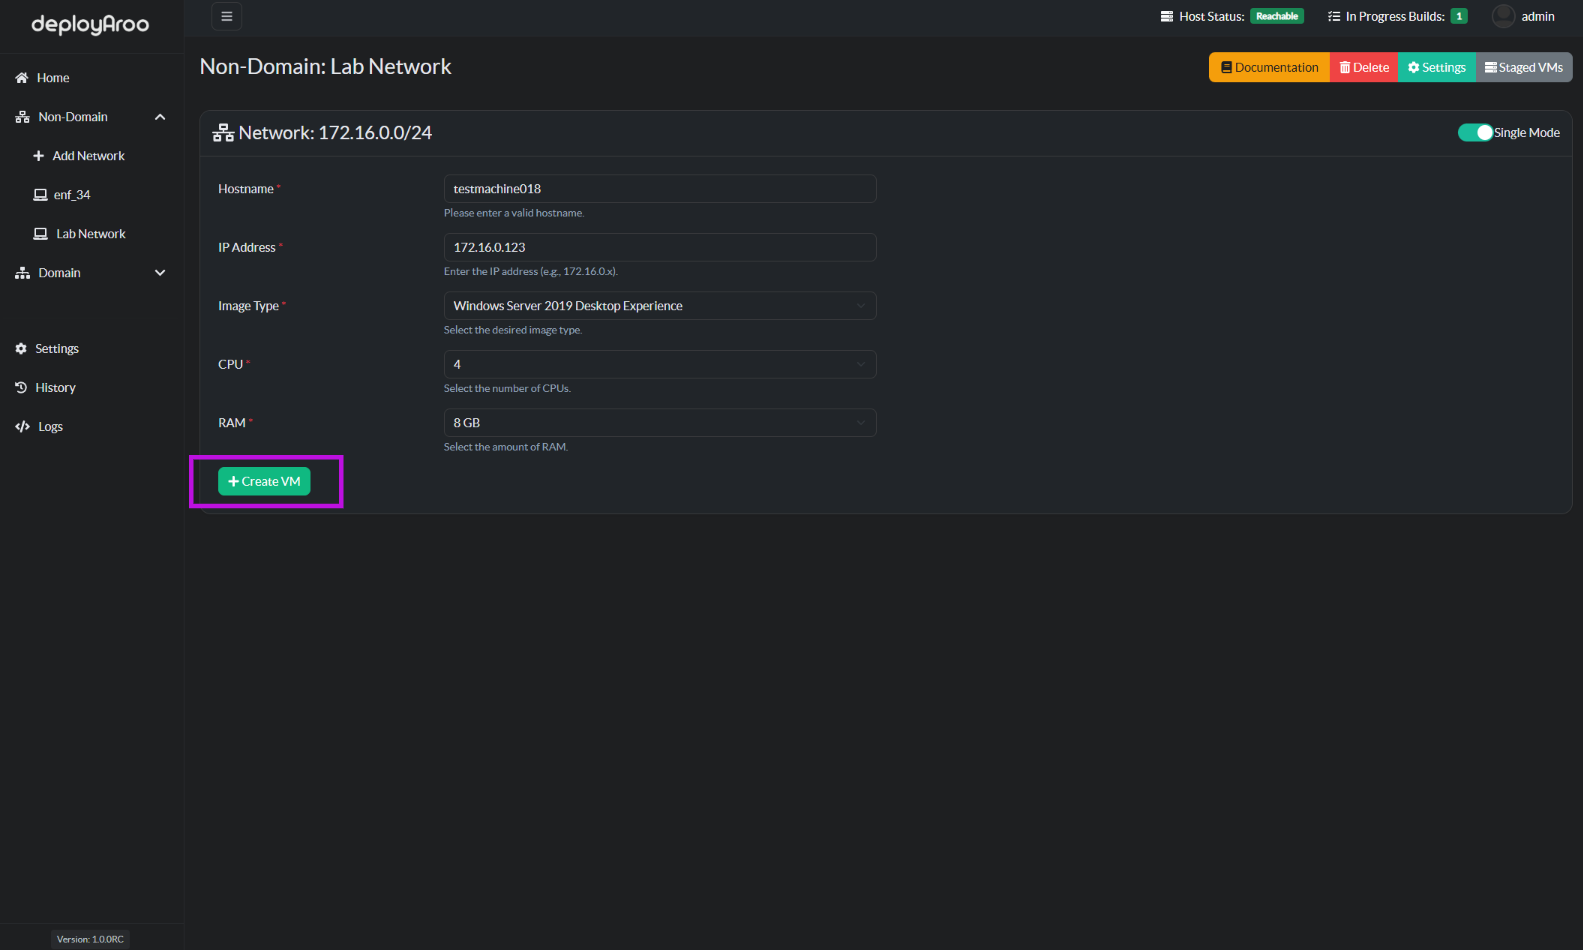 deployAroo
Host Status: Reachable
In Progress Builds: 1
admin
Home
Non-Domain
Add Network
enf_34
Lab Network
Domain
Settings
History
Logs
Version: 1.0.0RC
Non-Domain: Lab Network
Documentation
Delete
Settings
Staged VMs
Network: 172.16.0.0/24
Single Mode
Hostname *
testmachine018
Please enter a valid hostname.
IP Address *
172.16.0.123
Enter the IP address (e.g., 172.16.0.x).
Image Type *
Windows Server 2019 Desktop Experience
Select the desired image type.
CPU *
4
Select the number of CPUs.
RAM *
8 GB
Select the amount of RAM.
Create VM